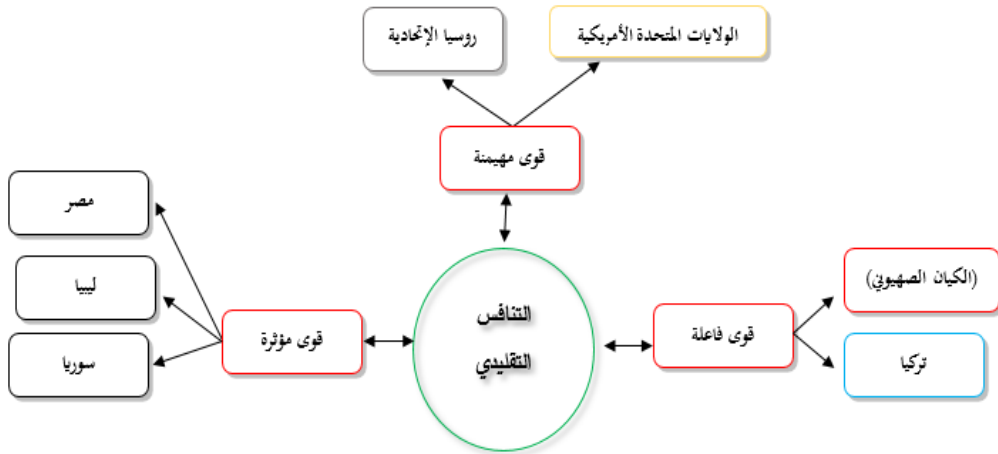 الولايات المتحدة الأمريكية
روسيا الإتحادية
قوى مهيمنة
(الكيان الصهيوني)
قوى فاعلة
تركيا
التنافس
التقليدي
قوى مؤثرة
مصر
ليبيا
سوريا